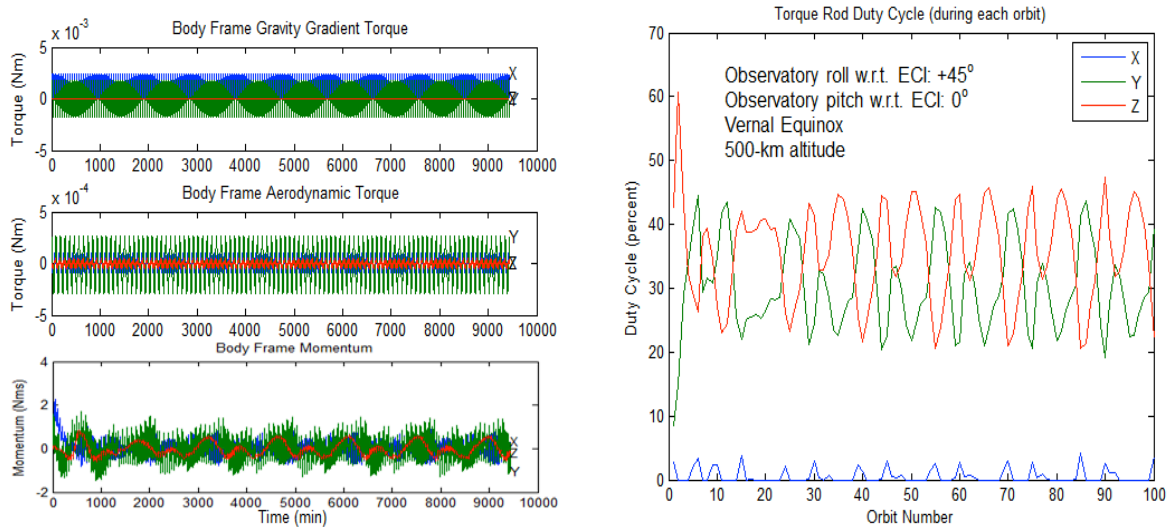 Body Frame Gravity Gradient Torque
x 10-3
5
0
-5
Torque (Nm)
X
Y
Z
0 1000 2000 3000 4000 5000 6000 7000 8000 9000 10000
Body Frame Aerodynamic Torque
x 10-4
5
0
-5
Torque (Nm)
Y
X
Z
0 1000 2000 3000 4000 5000 6000 7000 8000 9000 10000
Body Frame Momentum
4
2
0
-2
Momentum (Nms)
X
Z
Y
0 1000 2000 3000 4000 5000 6000 7000 8000 9000 10000
Time (min)
Torque Rod Duty Cycle (during each orbit)
70
60
50
40
30
20
10
0
Duty Cycle (percent)
Observatory roll w.r.t. ECI: +45°
Observatory pitch w.r.t. ECI: 0°
Vernal Equinox
500-km altitude
X
Y
Z
0 10 20 30 40 50 60 70 80 90 100
Orbit Number